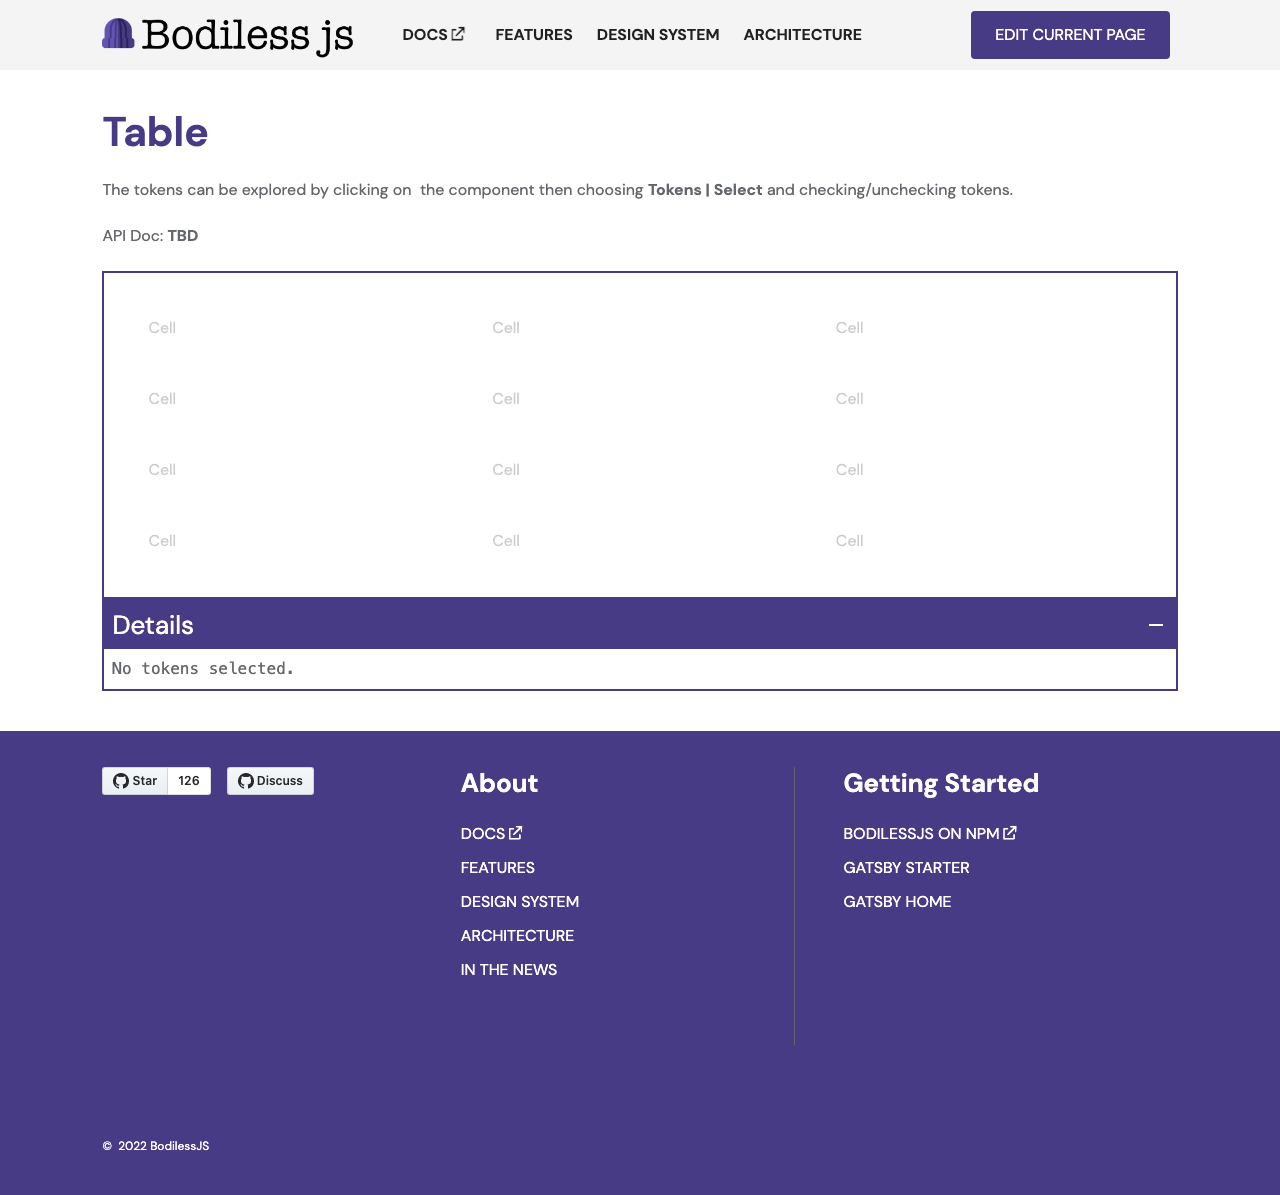 Bodiless js
DOCS
FEATURES
DESIGN SYSTEM
ARCHITECTURE
EDIT CURRENT PAGE
Table
The tokens can be explored by clicking on  the component then choosing Tokens | Select and checking/unchecking tokens.
API Doc: TBD
Cell Cell Cell
Cell Cell Cell
Cell Cell Cell
Cell Cell Cell
Details
No tokens selected.
Star 126
Discuss
About
DOCS
FEATURES
DESIGN SYSTEM
ARCHITECTURE
IN THE NEWS
Getting Started
BODILESSJS ON NPM
GATSBY STARTER
GATSBY HOME
© 2022 BodilessJS